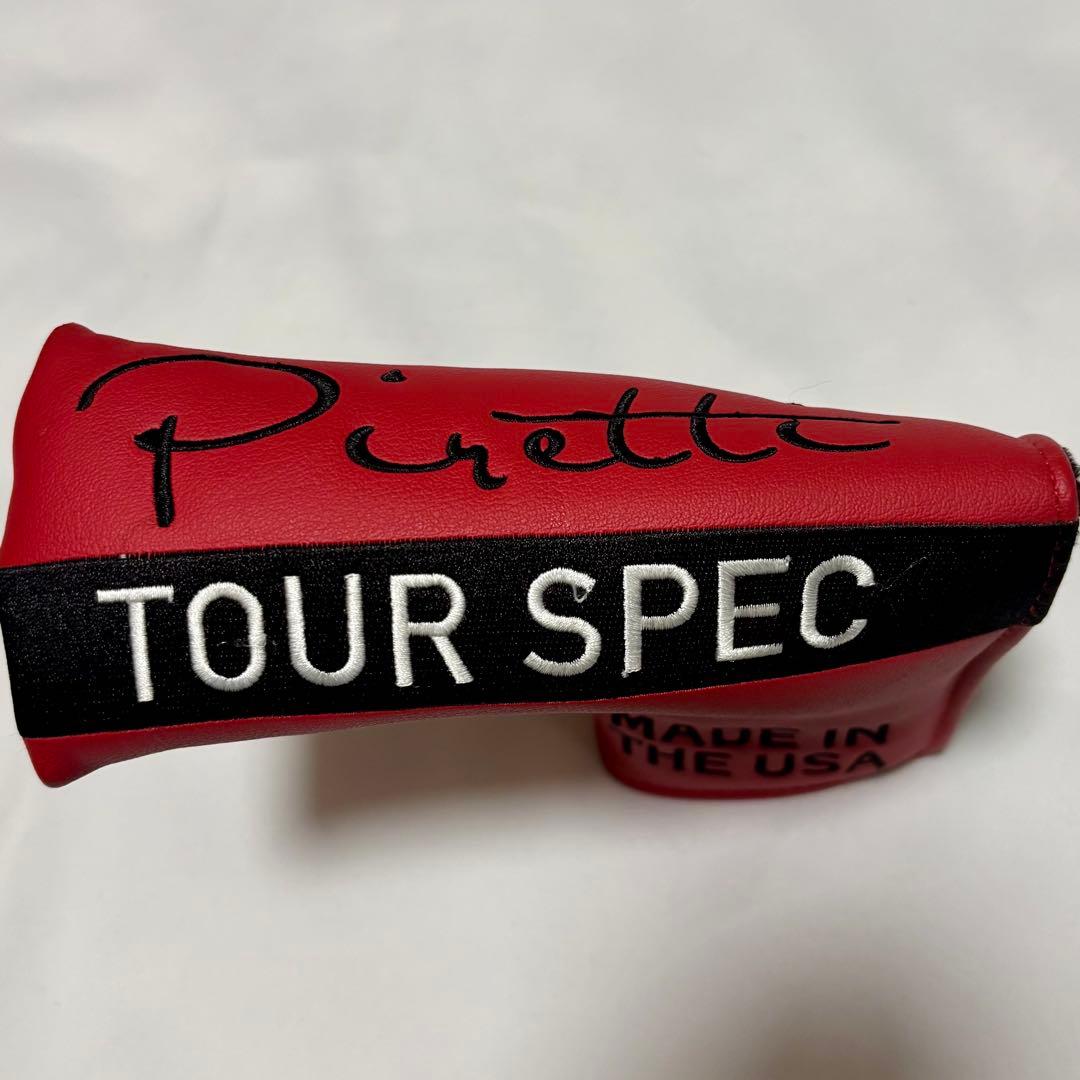 Piretti
TOUR SPEC
MADE IN
THE USA